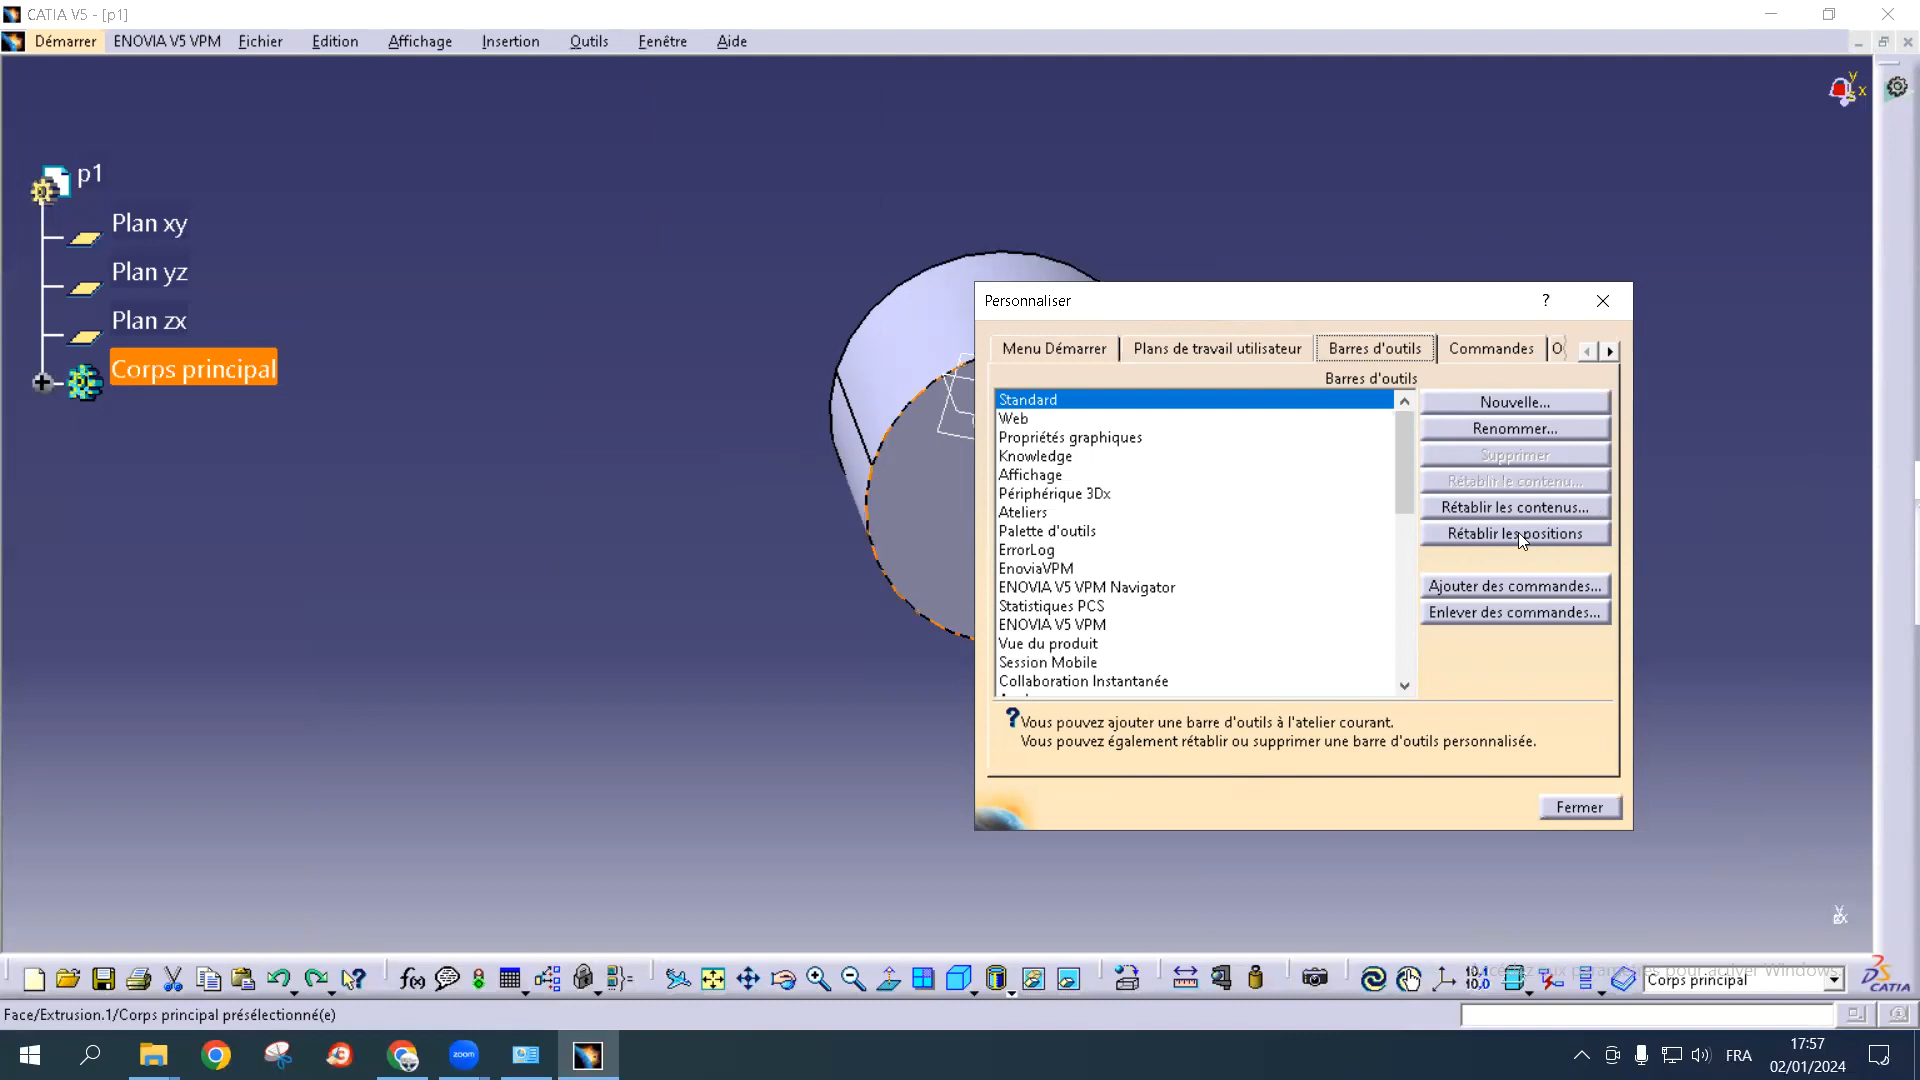 CATIA V5 - [p1]
Démarrer ENOVIA V5 VPM Fichier Edition Affichage Insertion Outils Fenêtre Aide
p1
Plan xy
Plan yz
Plan zx
Corps principal
Personnaliser
Menu Démarrer Plans de travail utilisateur Barres d'outils Commandes
Barres d'outils
Standard
Web
Propriétés graphiques
Knowledge
Affichage
Périphérique 3Dx
Ateliers
Palette d'outils
ErrorLog
EnoviaVPM
ENOVIA V5 VPM Navigator
Statistiques PCS
ENOVIA V5 VPM
Vue du produit
Session Mobile
Collaboration Instantanée
Nouvelle...
Renommer...
Supprimer
Rétablir le contenu...
Rétablir les contenus...
Rétablir les positions
Ajouter des commandes...
Enlever des commandes...
Vous pouvez ajouter une barre d'outils à l'atelier courant.
Vous pouvez également rétablir ou supprimer une barre d'outils personnalisée.
Fermer
f(x)
10,1
10,0
Corps principal
CATIA
Face/Extrusion.1/Corps principal présélectionné(e)
zoom
FRA
17:57
02/01/2024